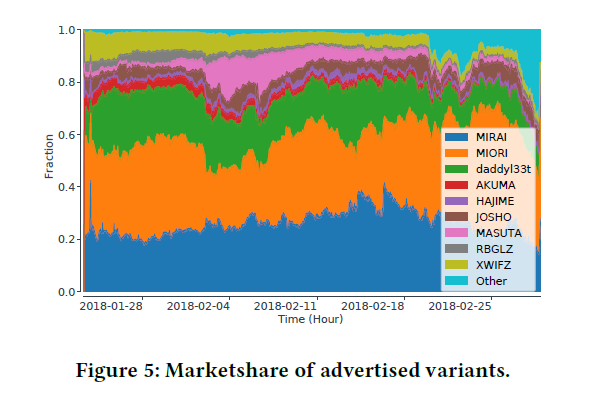 1.0
0.8
0.6
0.4
0.2
0.0
Fraction
MIRAI
MIORI
daddyl33t
AKUMA
HAJIME
JOSHO
MASUTA
RBGLZ
XWIFZ
Other
2018-01-28 2018-02-04 2018-02-11 2018-02-18 2018-02-25
Time (Hour)
Figure 5: Marketshare of advertised variants.